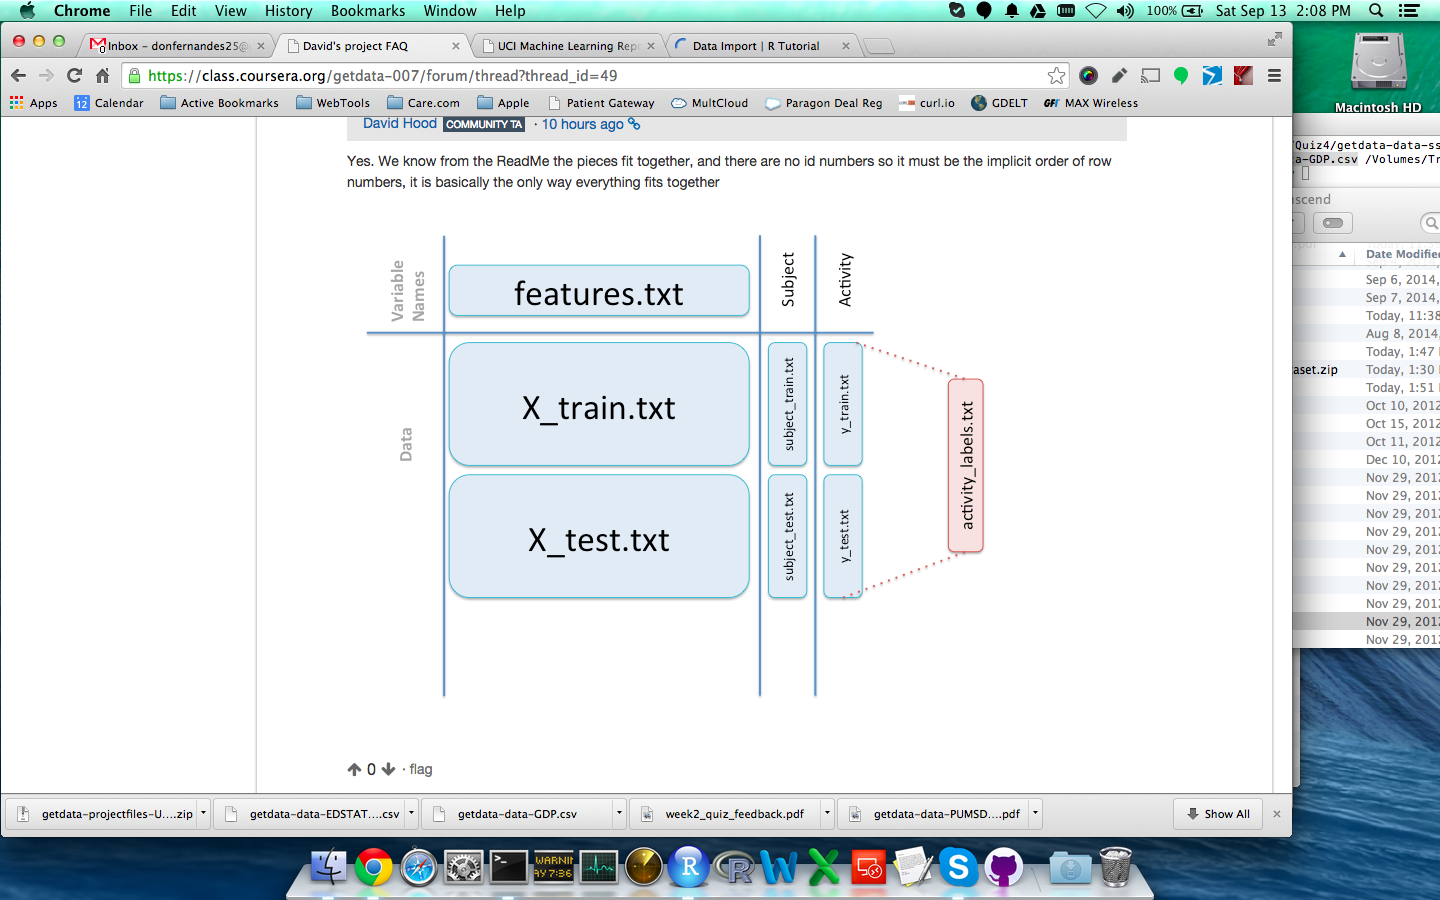 Chrome File Edit View History Bookmarks Window Help 100% Sat Sep 13 2:08 PM
Inbox - donfernandes25@
David's project FAQ
UCI Machine Learning Rep
Data Import | R Tutorial
https://class.coursera.org/getdata-007/forum/thread?thread_id=49
Apps Calendar Active Bookmarks WebTools Care.com Apple Patient Gateway MultCloud Paragon Deal Reg curl.io GDELT MAX Wireless
Macintosh HD
David Hood COMMUNITY TA · 10 hours ago
Yes. We know from the ReadMe the pieces fit together, and there are no id numbers so it must be the implicit order of row
numbers, it is basically the only way everything fits together
Variable
Names
features.txt
Subject
Activity
Data
X_train.txt
subject_train.txt
y_train.txt
activity_labels.txt
X_test.txt
subject_test.txt
y_test.txt
0 · flag
/Quiz4/getdata-data-ss
a-GDP.csv /Volumes/Tr
scend
Date Modified
Sep 6, 2014,
Sep 7, 2014,
Today, 11:38
Aug 8, 2014,
Today, 1:47
aset.zip Today, 1:30
Today, 1:51
Oct 10, 2012
Oct 15, 2012
Oct 11, 2012
Dec 10, 2012
Nov 29, 2012
Nov 29, 2012
Nov 29, 2012
Nov 29, 2012
Nov 29, 2012
Nov 29, 2012
Nov 29, 2012
Nov 29, 2012
Nov 29, 2012
Nov 29, 2012
getdata-projectfiles-U....zip
getdata-data-EDSTAT....csv
getdata-data-GDP.csv
week2_quiz_feedback.pdf
getdata-data-PUMSD....pdf
Show All
WARNIN
AY 7:36